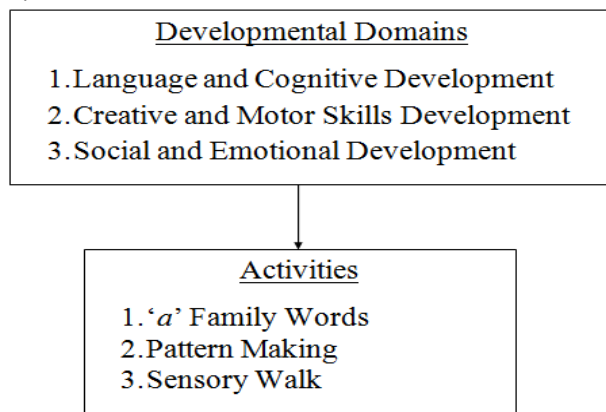 Developmental Domains
1.Language and Cognitive Development
2.Creative and Motor Skills Development
3.Social and Emotional Development
Activities
1.‘a’ Family Words
2.Pattern Making
3.Sensory Walk